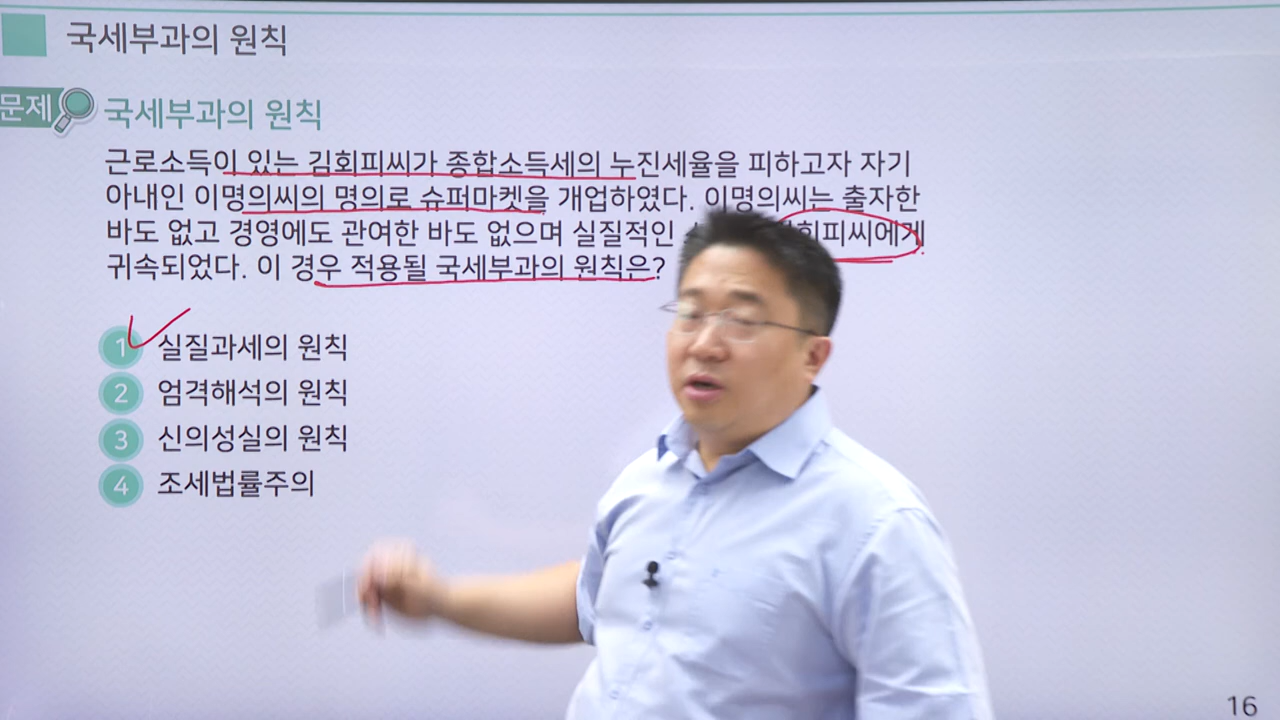 국세부과의 원칙
문제
국세부과의 원칙
근로소득이 있는 김회피씨가 종합소득세의 누진세율을 피하고자 자기
아내인 이명의씨의 명의로 슈퍼마켓을 개업하였다. 이명의씨는 출자한
바도 없고 경영에도 관여한 바도 없으며 실질적인
귀속되었다. 이 경우 적용될 국세부과의 원칙은?
1 실질과세의 원칙
2 엄격해석의 원칙
3 신의성실의 원칙
4 조세법률주의
16